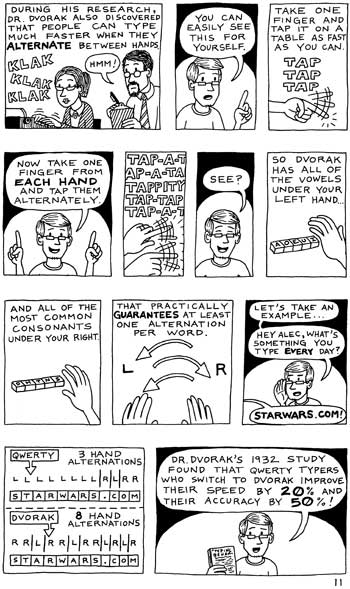 DURING HIS RESEARCH,
DR. DVORAK ALSO DISCOVERED
THAT PEOPLE CAN TYPE
MUCH FASTER WHEN THEY
ALTERNATE BETWEEN HANDS.
KLAK
KLAK
KLAK
HMM!
YOU CAN
EASILY SEE
THIS FOR
YOURSELF.
TAKE ONE
FINGER AND
TAP IT ON A
TABLE AS FAST
AS YOU CAN.
TAP
TAP
TAP
NOW TAKE ONE
FINGER FROM
EACH HAND
AND TAP THEM
ALTERNATELY.
TAP-A-T
AP-A-TA
TAPPITY
TAP-TAP
TAP-A-T
SEE?
SO DVORAK
HAS ALL OF
THE VOWELS
UNDER YOUR
LEFT HAND...
AND ALL OF THE
MOST COMMON
CONSONANTS
UNDER YOUR RIGHT.
THAT PRACTICALLY
GUARANTEES AT LEAST
ONE ALTERNATION
PER WORD.
L R
LET'S TAKE AN
EXAMPLE...
HEY ALEC, WHAT'S
SOMETHING YOU
TYPE EVERY DAY?
STARWARS.COM!
QWERTY
3 HAND
ALTERNATIONS
L L L L L L L L R L R R
STARWARS.COM
DVORAK
8 HAND
ALTERNATIONS
R R L R R L R R L R L R
STARWARS.COM
DR. DVORAK'S 1932 STUDY
FOUND THAT QWERTY TYPERS
WHO SWITCH TO DVORAK IMPROVE
THEIR SPEED BY 20% AND
THEIR ACCURACY BY 50%!
11